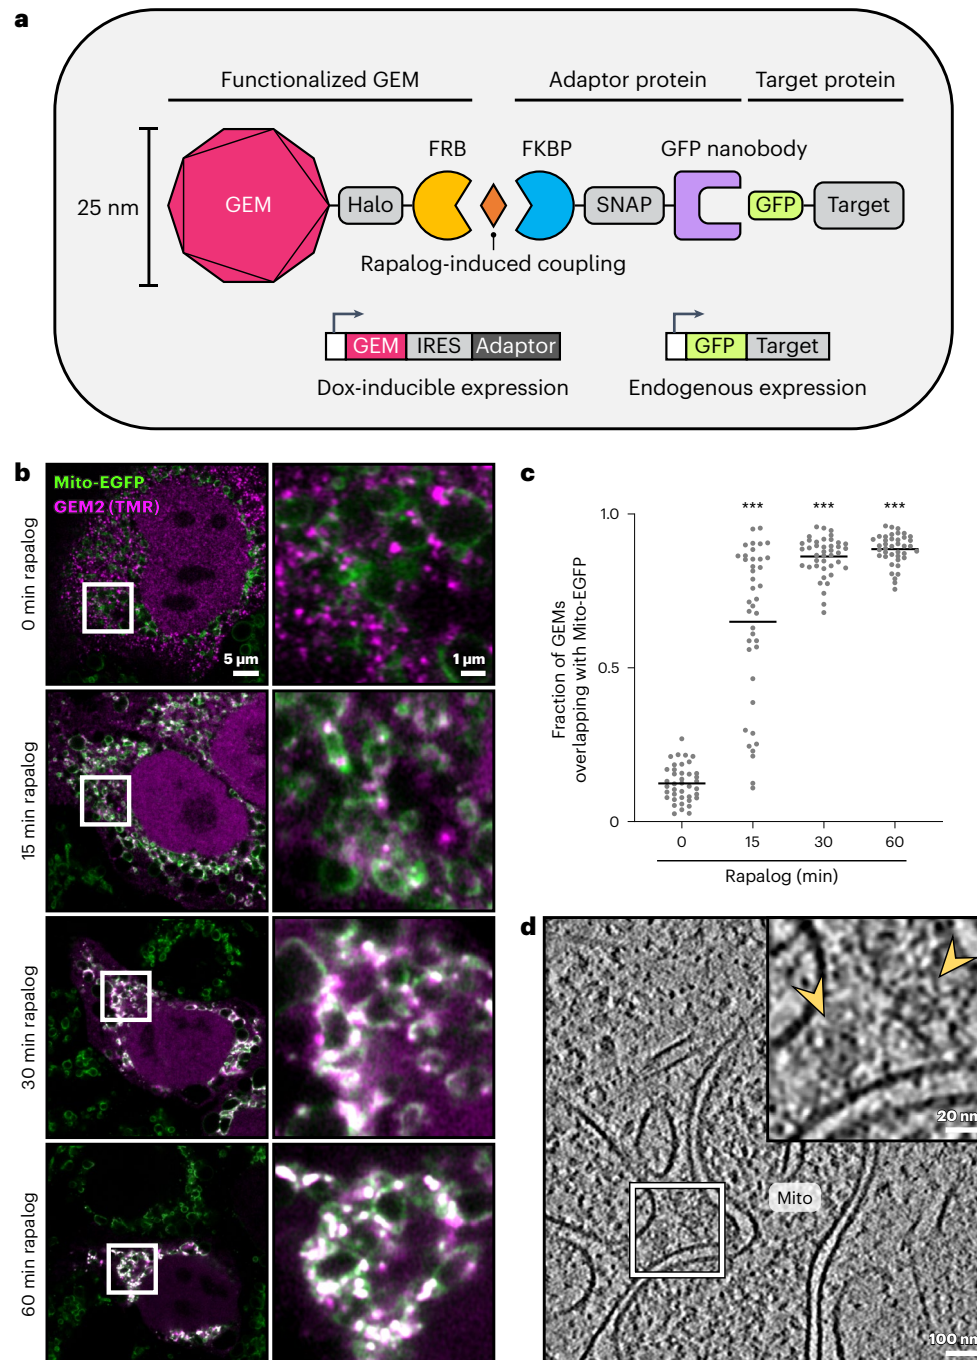 a
Functionalized GEM
Adaptor protein
Target protein
FRB
FKBP
GFP nanobody
25 nm
GEM
Halo
SNAP
GFP
Target
Rapalog-induced coupling
GEM
IRES
Adaptor
GFP
Target
Dox-inducible expression
Endogenous expression
b
Mito-EGFP
GEM2 (TMR)
0 min rapalog
5 µm
1 µm
15 min rapalog
30 min rapalog
60 min rapalog
c
Fraction of GEMs
overlapping with Mito-EGFP
1.0
0.5
0
***
***
***
0
15
30
60
Rapalog (min)
d
20 nm
Mito
100 nm